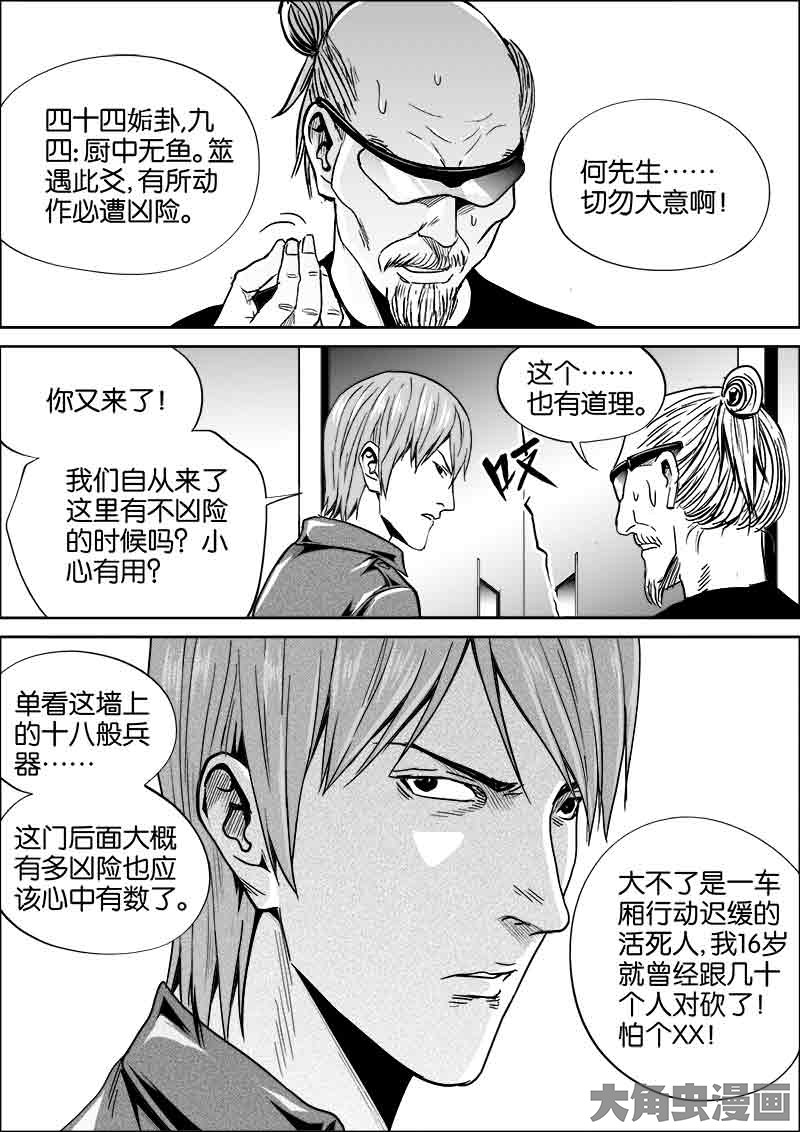 四十四姤卦,九
四:厨中无鱼。筮
遇此爻,有所动
作必遭凶险。
何先生……
切勿大意啊!
你又来了!
我们自从来了
这里有不凶险
的时候吗?小
心有用?
吱
这个……
也有道理。
单看这墙上
的十八般兵
器……
这门后面大概
有多凶险也应
该心中有数了。
大不了是一车
厢行动迟缓的
活死人,我16岁
就曾经跟几十
个人对砍了!
怕个XX!
大角虫漫画